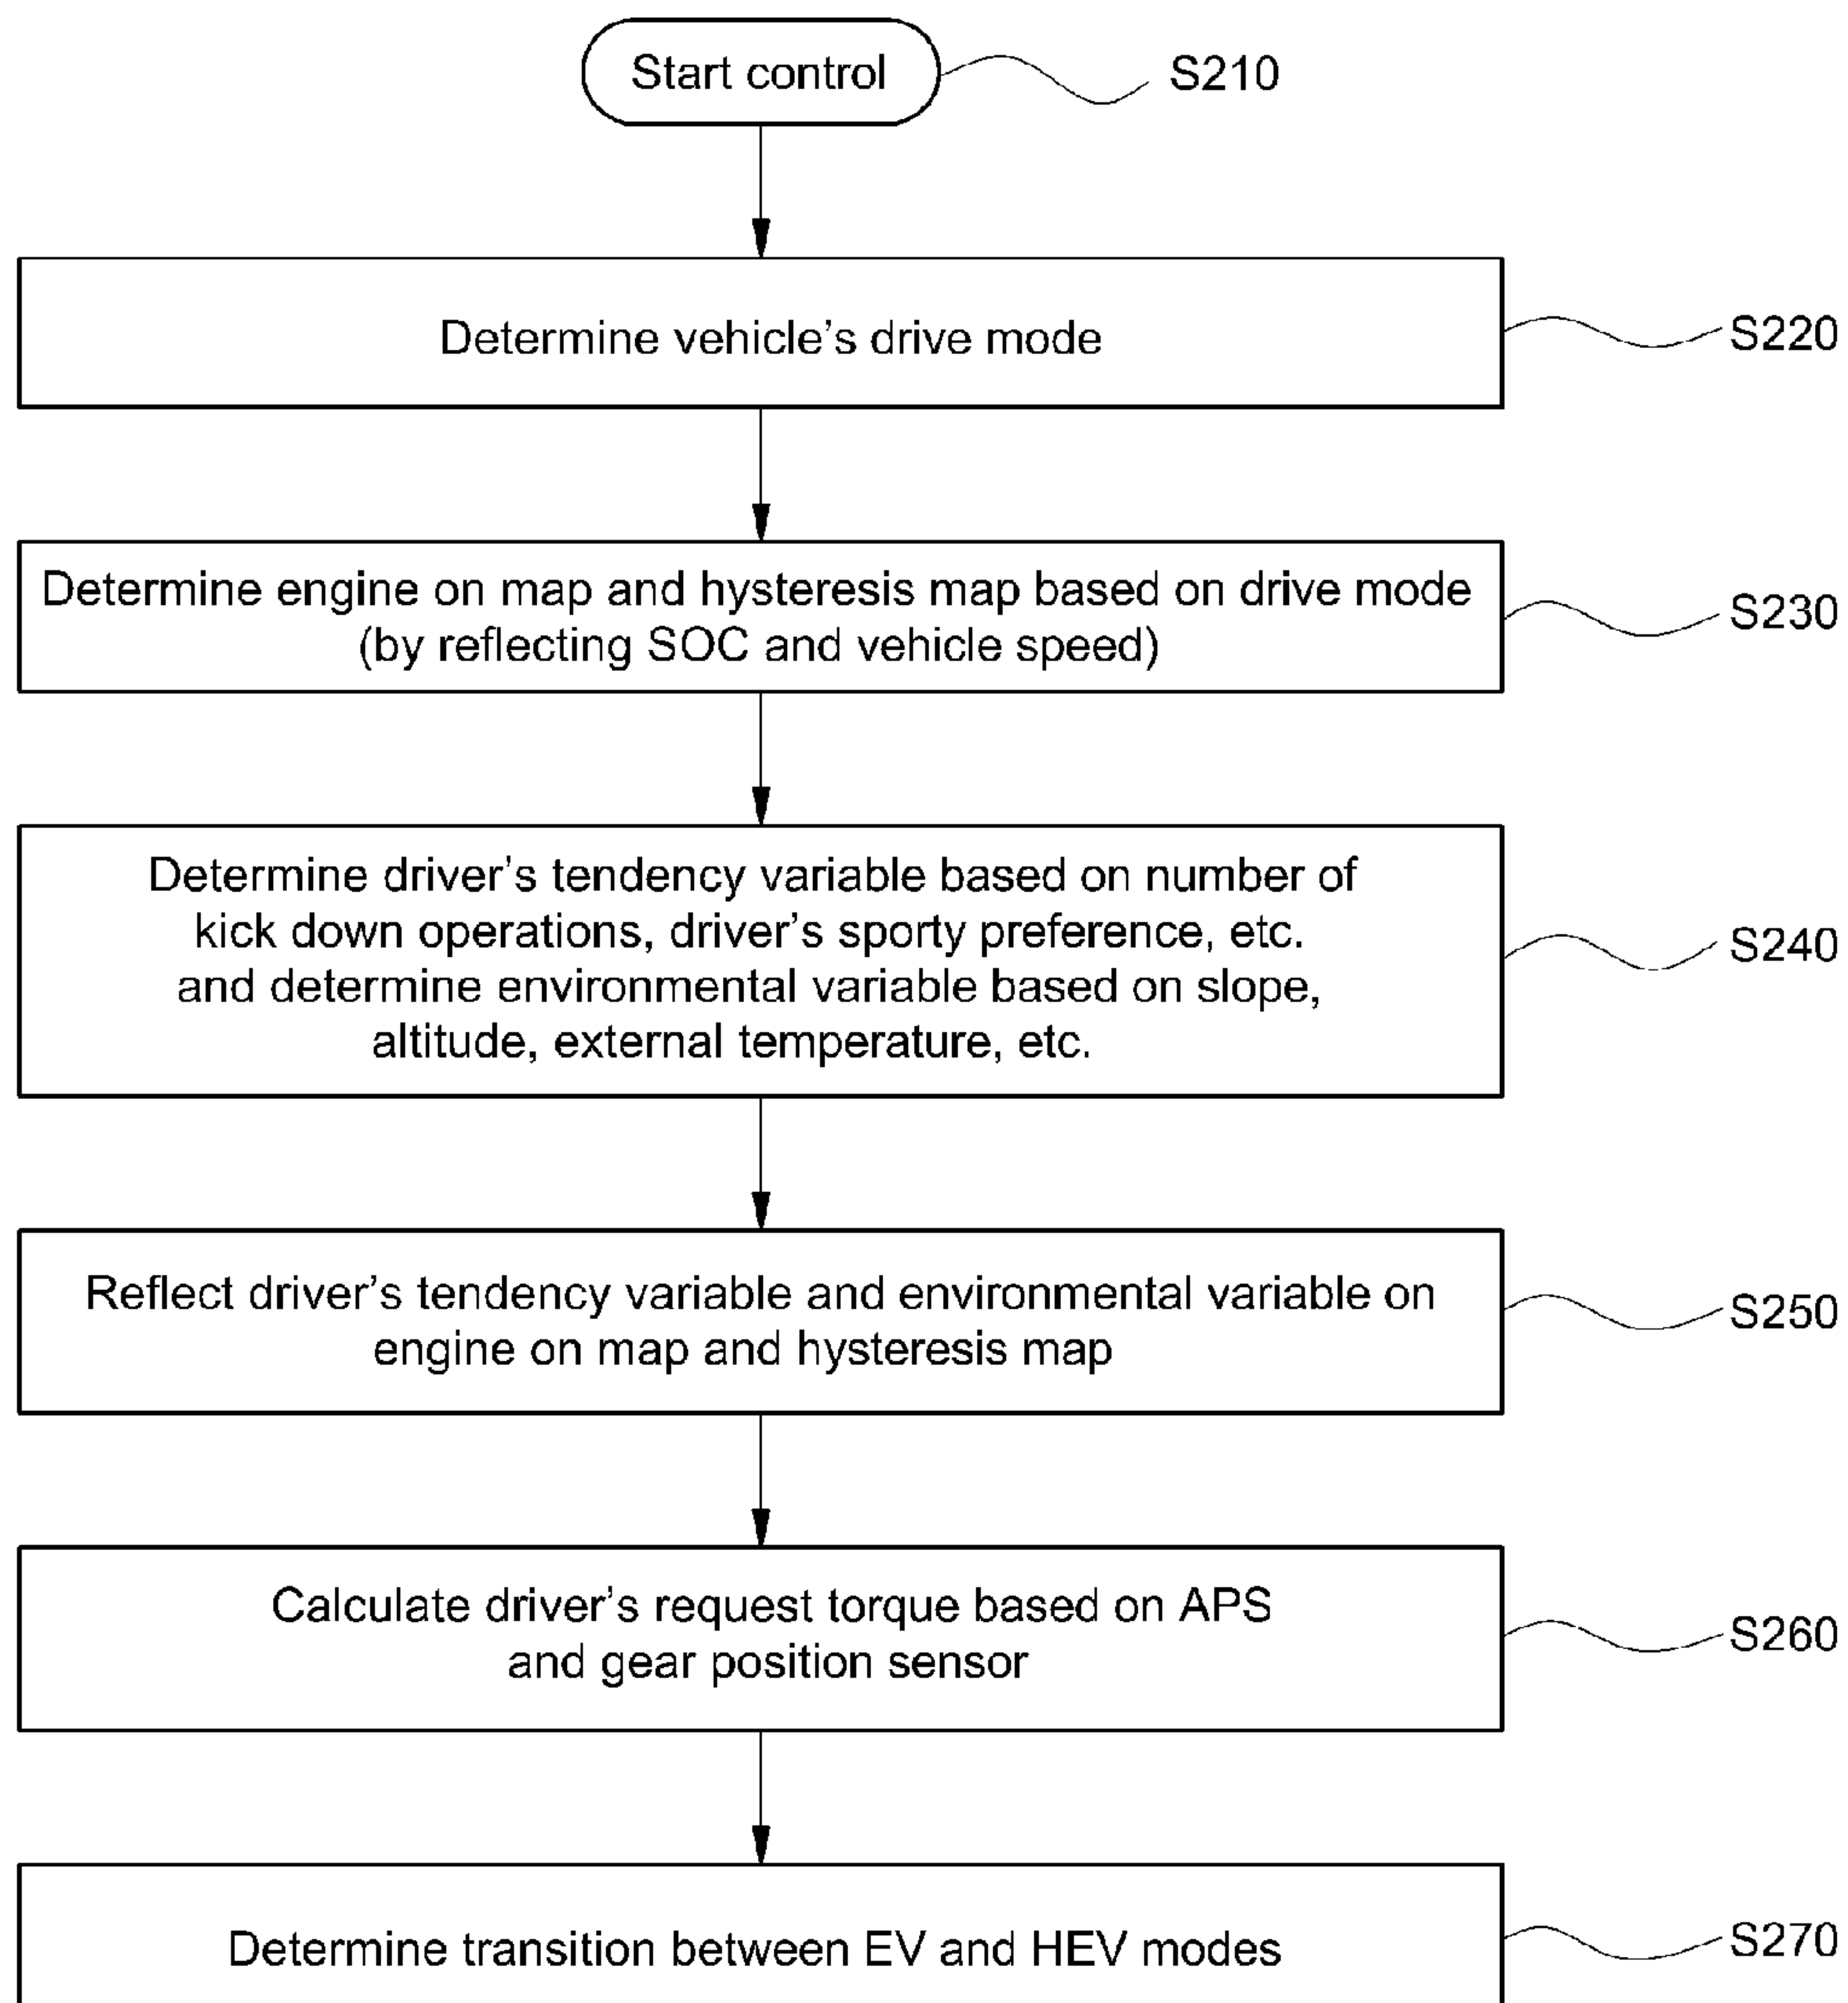 Start control
S210
Determine vehicle’s drive mode
S220
Determine engine on map and hysteresis map based on drive mode
(by reflecting SOC and vehicle speed)
S230
Determine driver’s tendency variable based on number of
kick down operations, driver’s sporty preference, etc.
and determine environmental variable based on slope,
altitude, external temperature, etc.
S240
Reflect driver’s tendency variable and environmental variable on
engine on map and hysteresis map
S250
Calculate driver’s request torque based on APS
and gear position sensor
S260
Determine transition between EV and HEV modes
S270